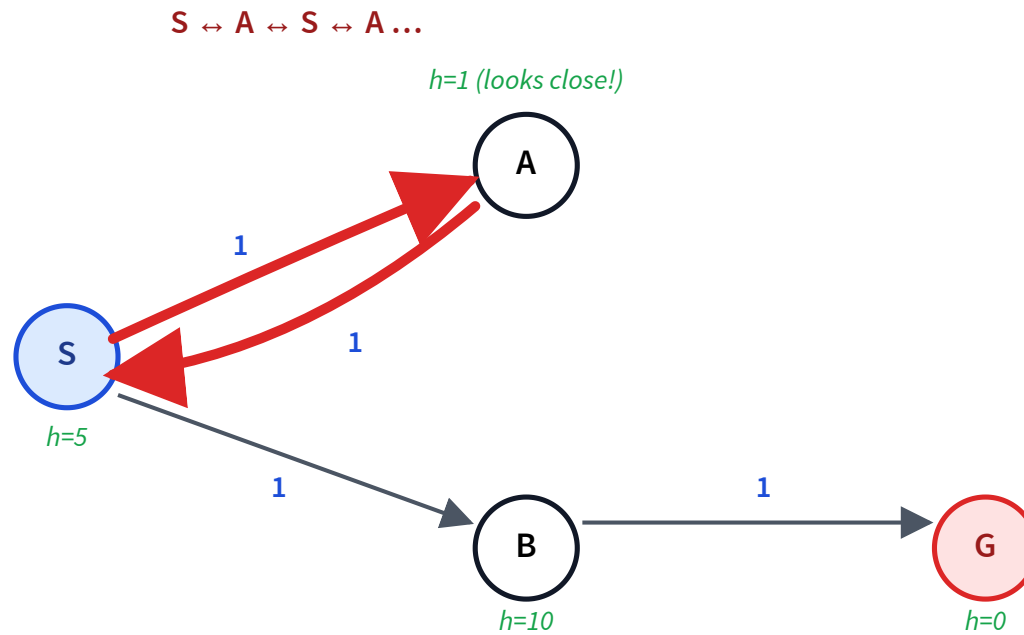 S ↔ A ↔ S ↔ A …
h=1 (looks close!)
A
1
1
S
h=5
1
1
B
G
h=10
h=0